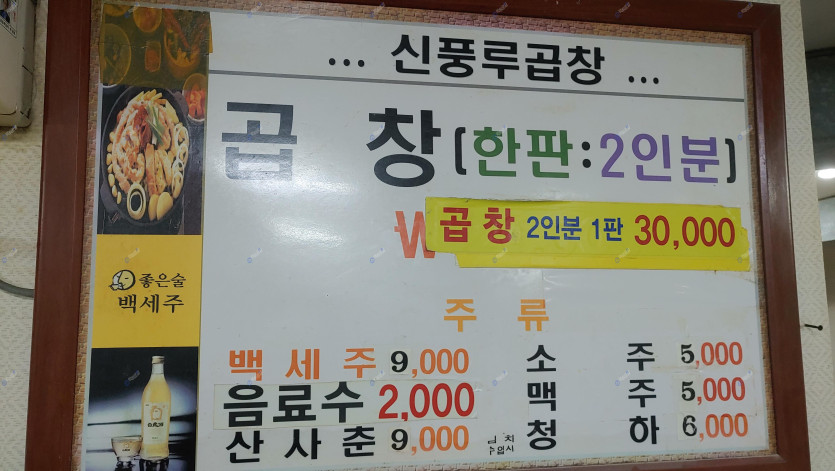 ... 신풍루곱창 ...
곱 창 (한판:2인분)
₩
곱창 2인분 1판 30,000
좋은술
백세주
주 류
백 세 주 9,000
소 주 5,000
음료수 2,000
맥 주 5,000
산 사 춘 9,000
청 하 6,000